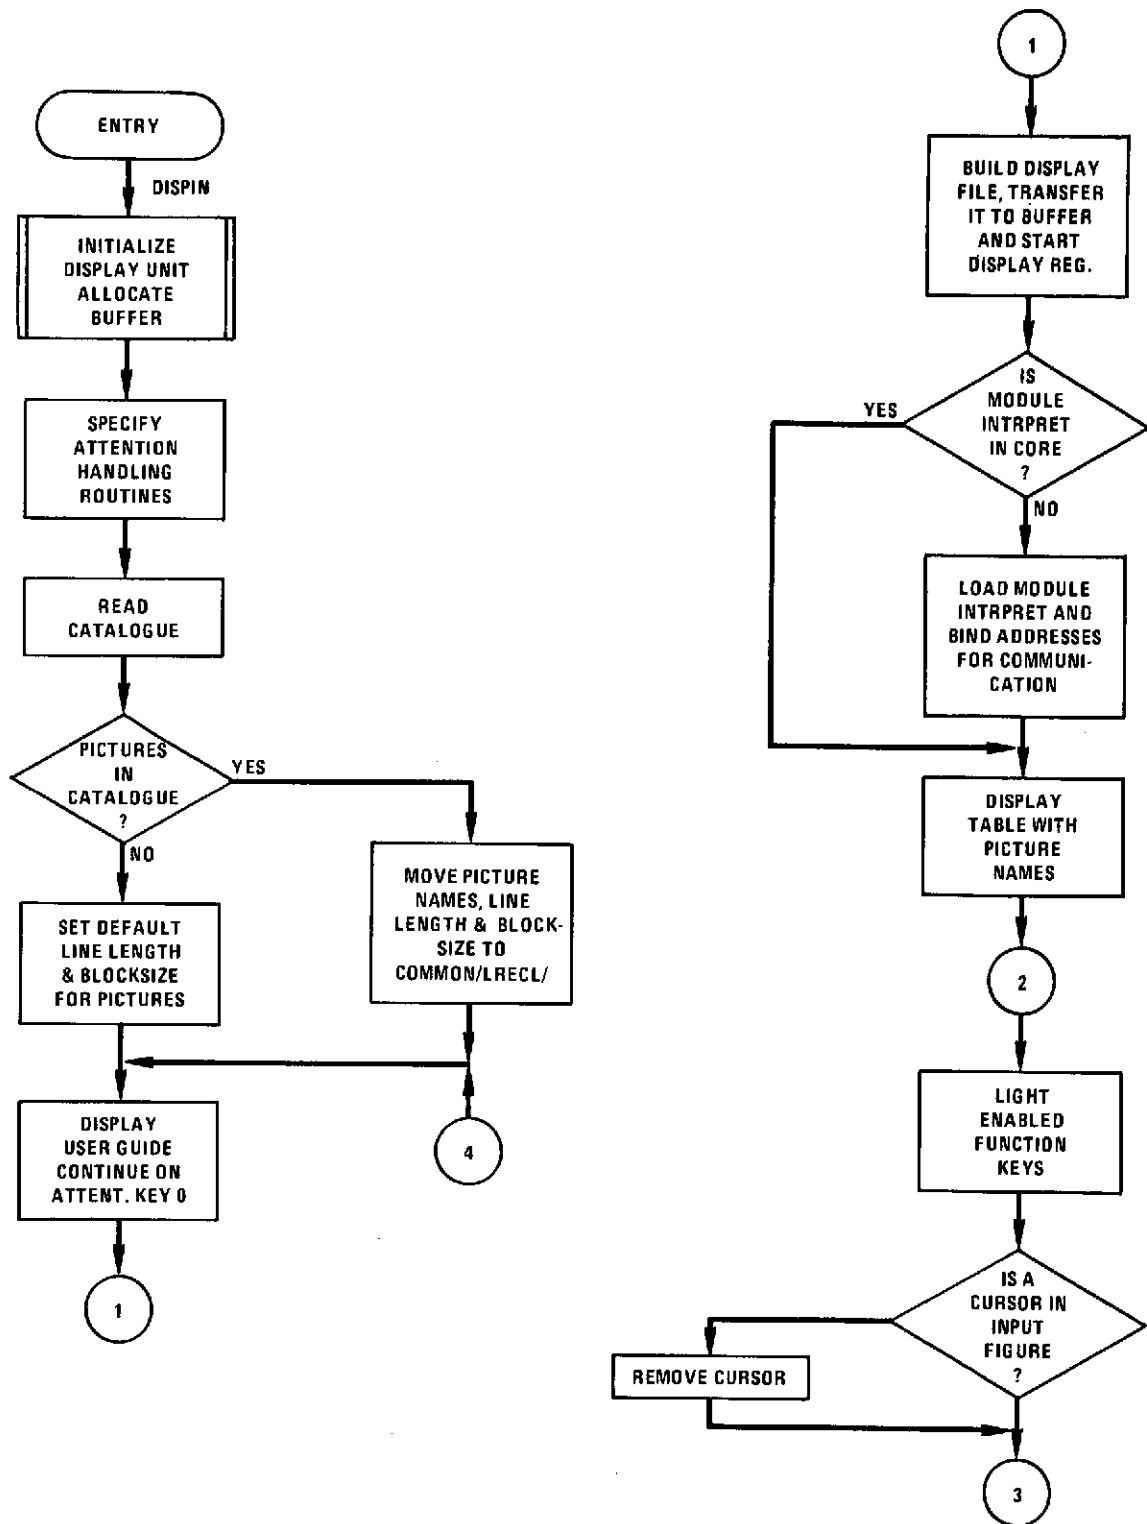 ENTRY
DISPIN
INITIALIZE
DISPLAY UNIT
ALLOCATE
BUFFER
SPECIFY
ATTENTION
HANDLING
ROUTINES
READ
CATALOGUE
PICTURES
IN
CATALOGUE
?
YES
NO
MOVE PICTURE
NAMES, LINE
LENGTH & BLOCK-
SIZE TO
COMMON/LRECL/
SET DEFAULT
LINE LENGTH
& BLOCKSIZE
FOR PICTURES
4
DISPLAY
USER GUIDE
CONTINUE ON
ATTENT. KEY 0
1
1
BUILD DISPLAY
FILE, TRANSFER
IT TO BUFFER
AND START
DISPLAY REG.
IS
MODULE
INTRPRET
IN CORE
?
YES
NO
LOAD MODULE
INTRPRET AND
BIND ADDRESSES
FOR COMMUNI-
CATION
DISPLAY
TABLE WITH
PICTURE
NAMES
2
LIGHT
ENABLED
FUNCTION
KEYS
IS A
CURSOR IN
INPUT
FIGURE
?
REMOVE CURSOR
3